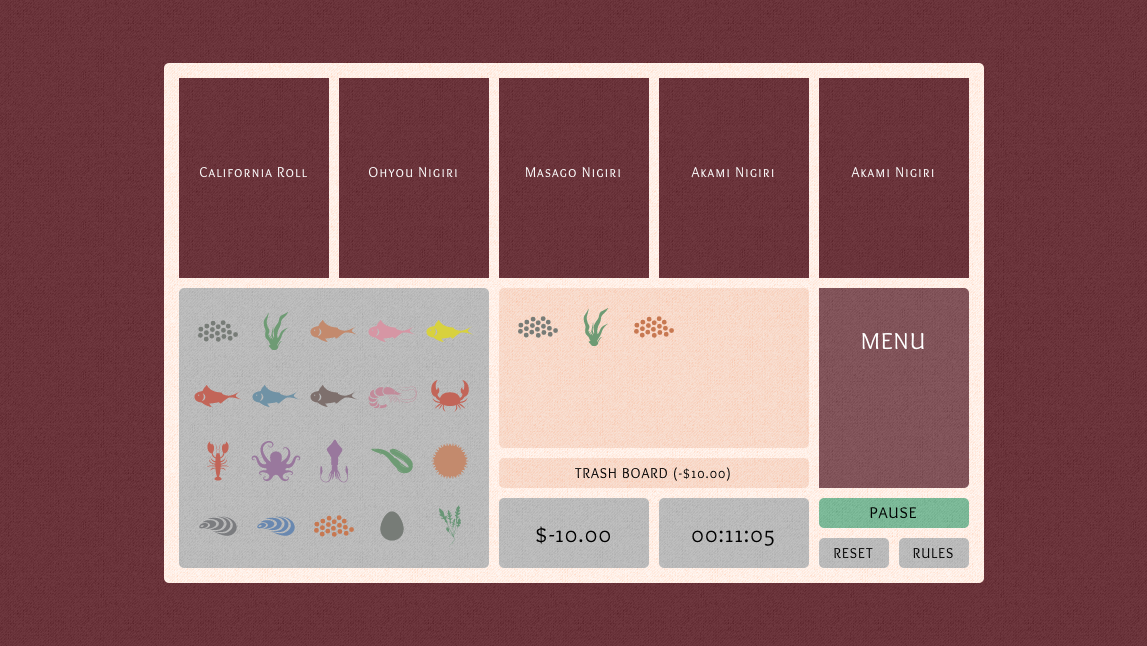 California Roll
Ohyou Nigiri
Masago Nigiri
Akami Nigiri
Akami Nigiri
MENU
TRASH BOARD (-$10.00)
$-10.00
00:11:05
PAUSE
RESET
RULES